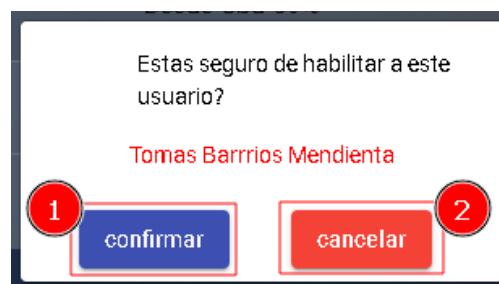 Estas seguro de habilitar a este
usuario?
Tomas Barrrios Mendienta
1
2
confirmar
cancelar